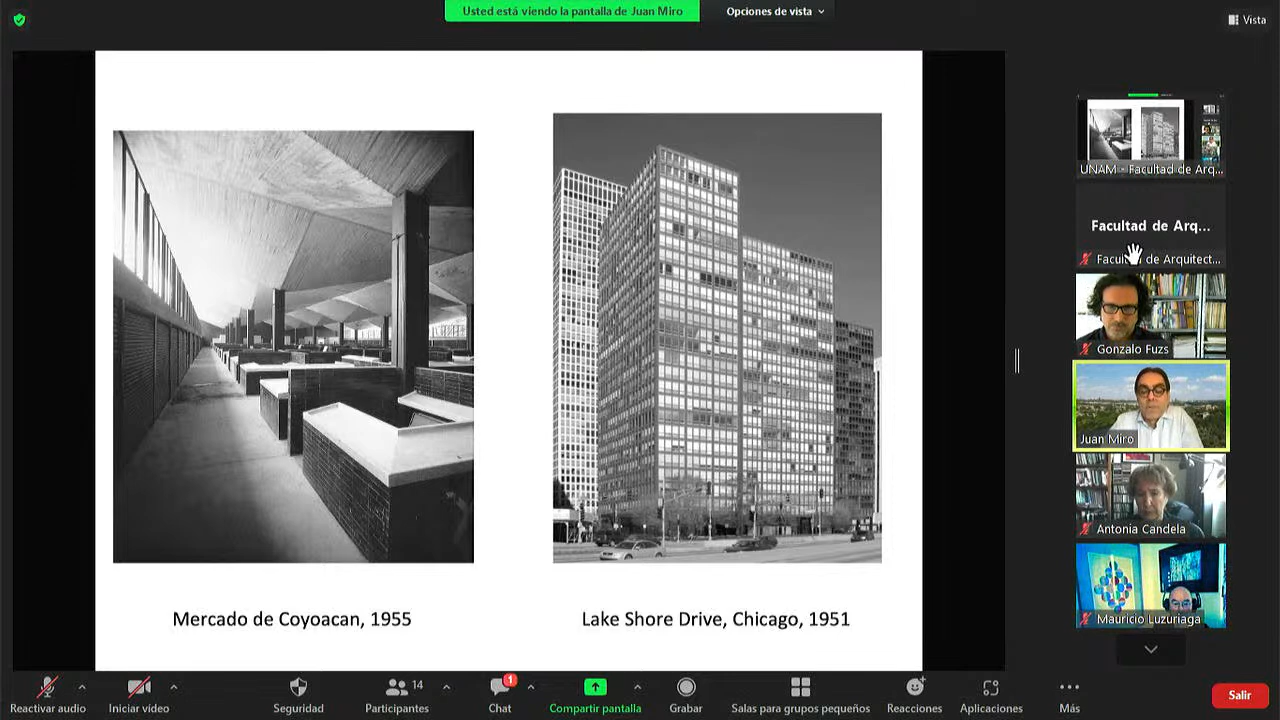 Usted está viendo la pantalla de Juan Miro
Opciones de vista
Vista
UNAM - Facultad de Arq...
Facultad de Arq...
Facul de Arquitect...
Gonzalo Fuzs
Juan Miro
Antonia Candela
Mauricio Luzuriaga
Mercado de Coyoacan, 1955
Lake Shore Drive, Chicago, 1951
14
1
Reactivar audio
Iniciar vídeo
Seguridad
Participantes
Chat
Compartir pantalla
Grabar
Salas para grupos pequeños
Reacciones
Aplicaciones
Más
Salir